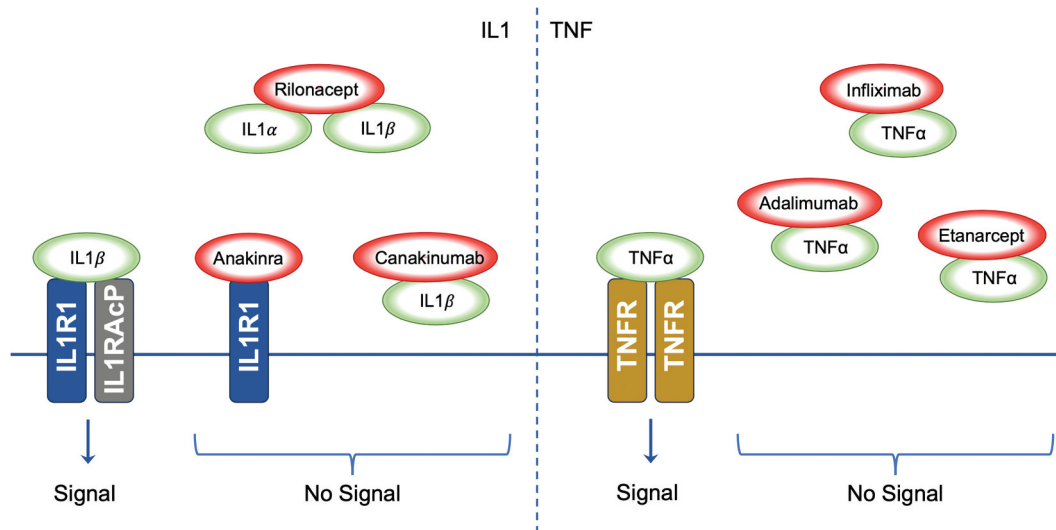 IL1
TNF
Rilonacept
IL1α
IL1β
Infliximab
TNFα
Adalimumab
TNFα
Etanarcept
TNFα
IL1β
IL1R1
IL1RAcP
Anakinra
IL1R1
Canakinumab
IL1β
TNFα
TNFR
TNFR
Signal
No Signal
Signal
No Signal